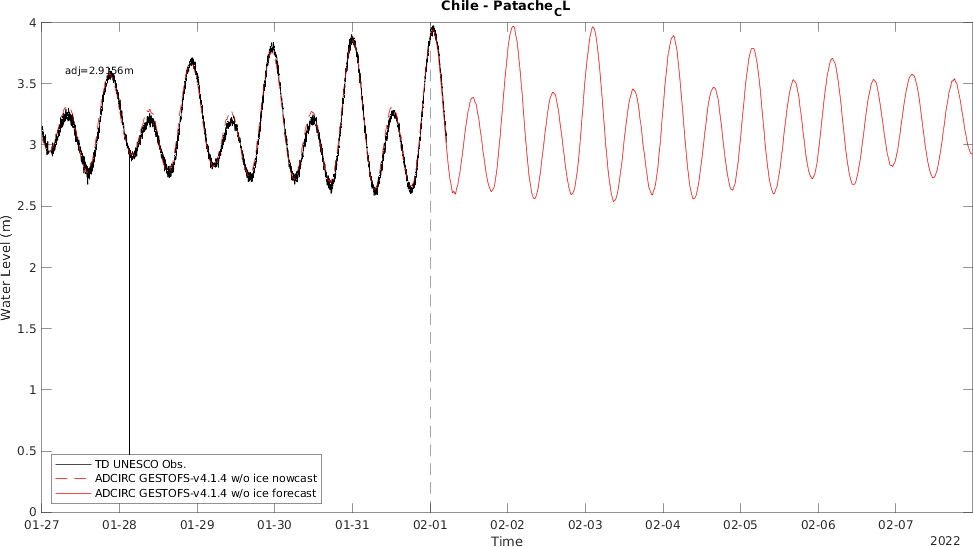 Chile - Patache_CL
adj=2.9156m
4
3.5
3
2.5
2
1.5
1
0.5
0
Water Level (m)
TD UNESCO Obs.
ADCIRC GESTOFS-v4.1.4 w/o ice nowcast
ADCIRC GESTOFS-v4.1.4 w/o ice forecast
01-27 01-28 01-29 01-30 01-31 02-01 02-02 02-03 02-04 02-05 02-06 02-07
Time
2022